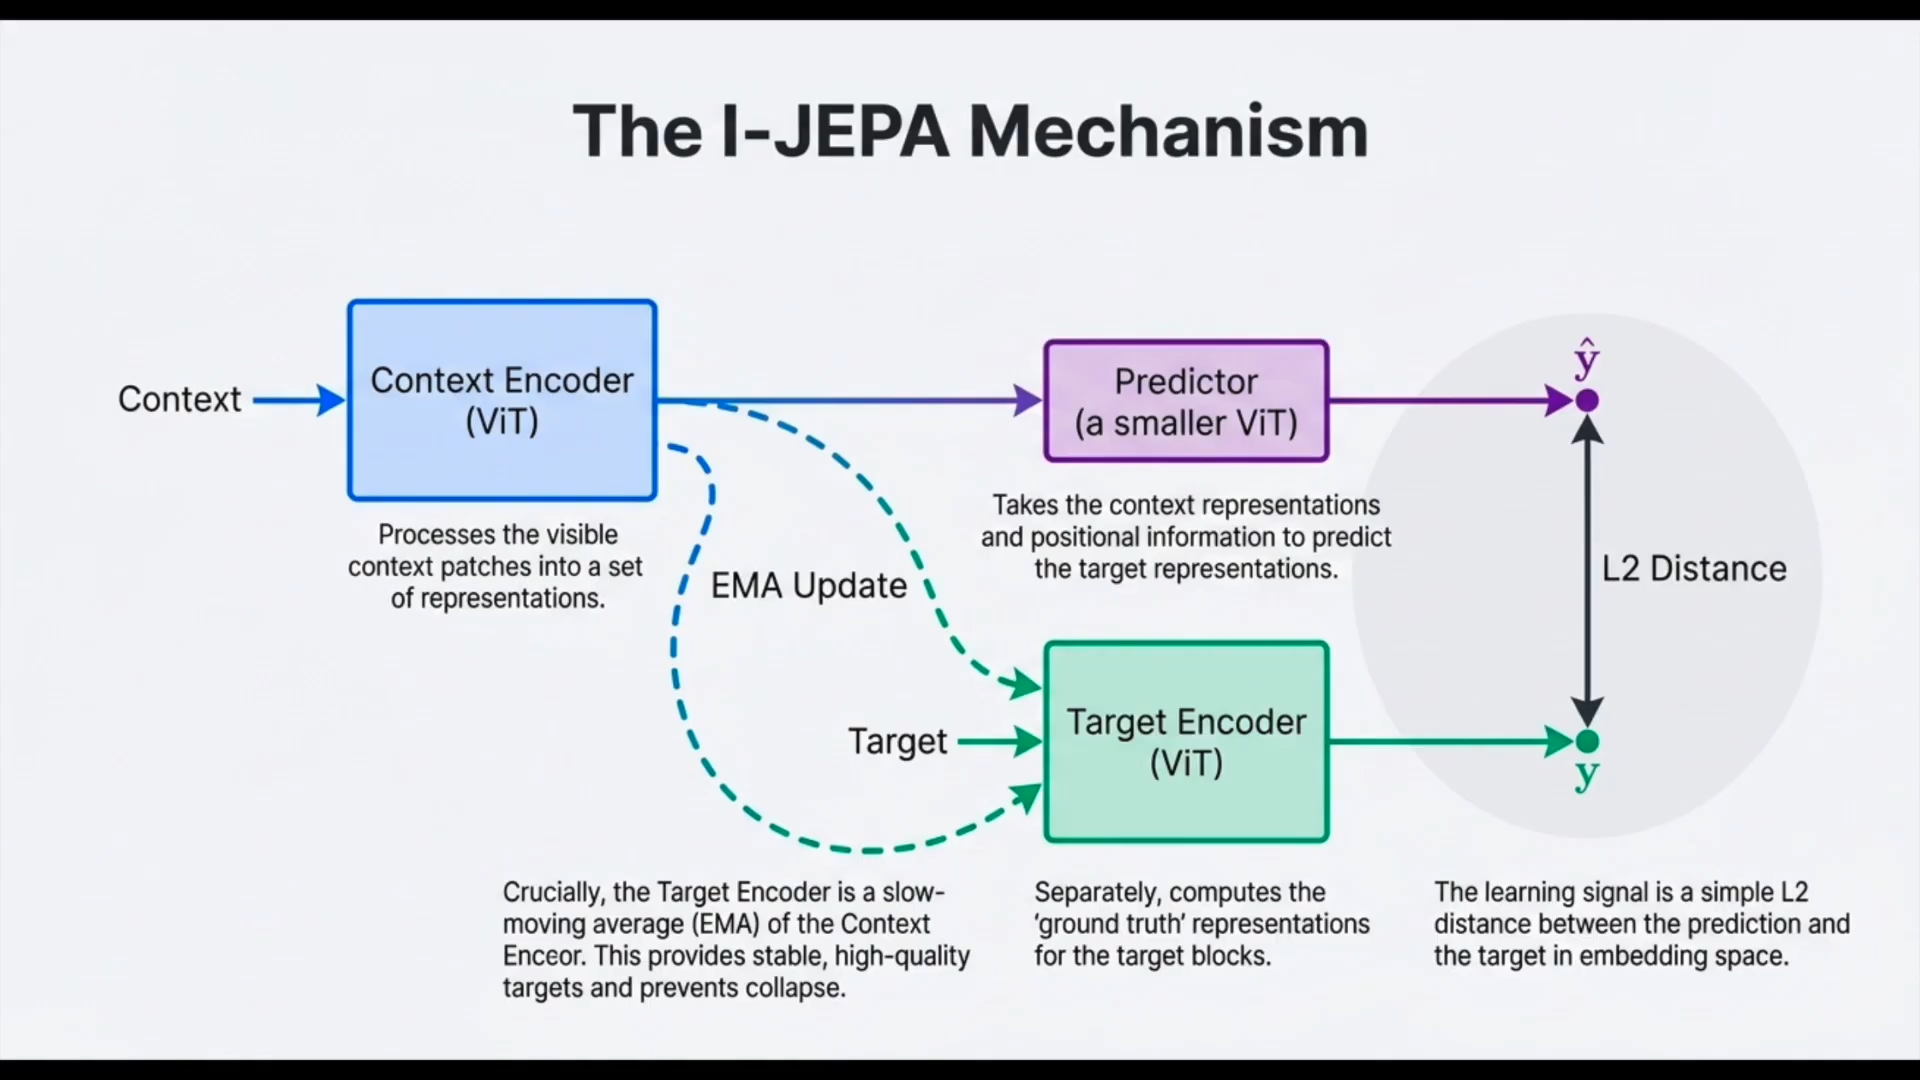 The I-JEPA Mechanism
Context
Context Encoder
(ViT)
Processes the visible
context patches into a set
of representations.
EMA Update
Predictor
(a smaller ViT)
Takes the context representations
and positional information to predict
the target representations.
ŷ
L2 Distance
Target
Target Encoder
(ViT)
y
Crucially, the Target Encoder is a slow-
moving average (EMA) of the Context
Enceor. This provides stable, high-quality
targets and prevents collapse.
Separately, computes the
‘ground truth’ representations
for the target blocks.
The learning signal is a simple L2
distance between the prediction and
the target in embedding space.